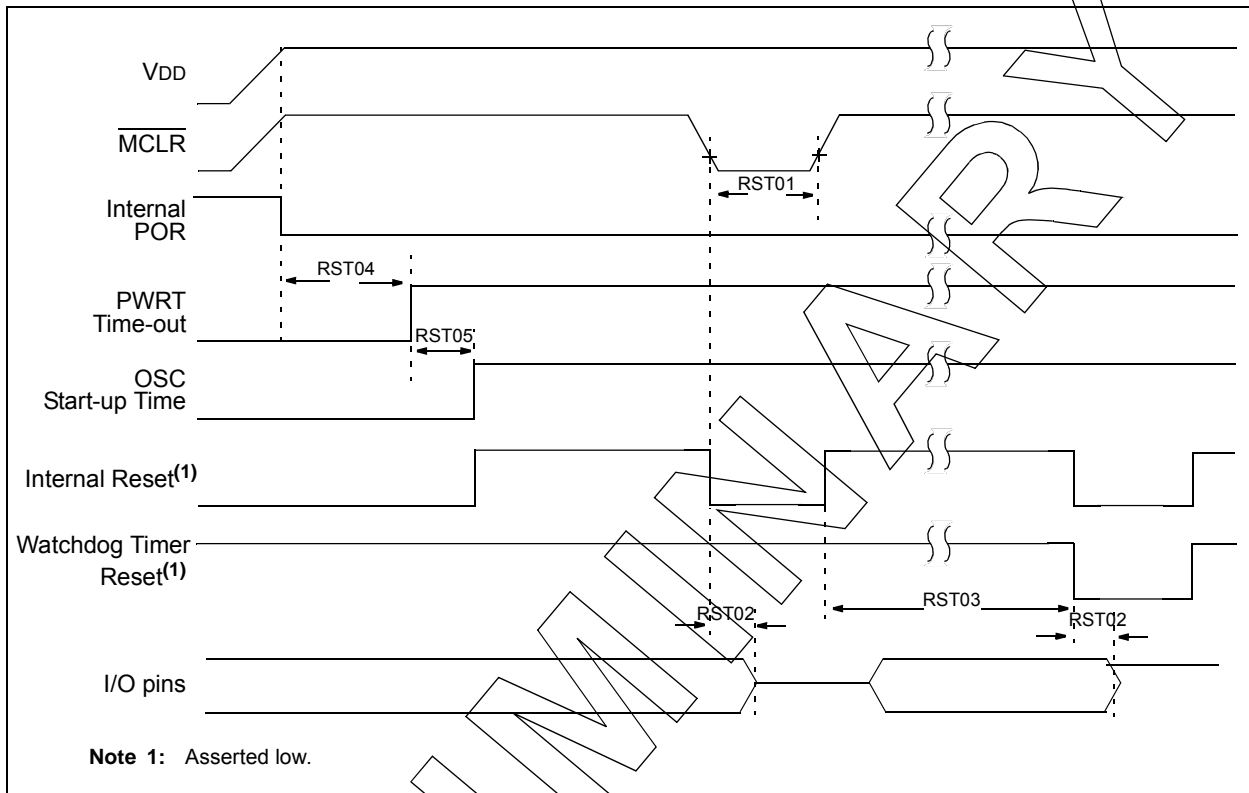 VDD
MCLR
RST01
Internal
POR
RST04
PWRT
Time-out
RST05
OSC
Start-up Time
Internal Reset(1)
Watchdog Timer
Reset(1)
RST03
RST02
RST02
I/O pins
Note 1: Asserted low.
IMINARY